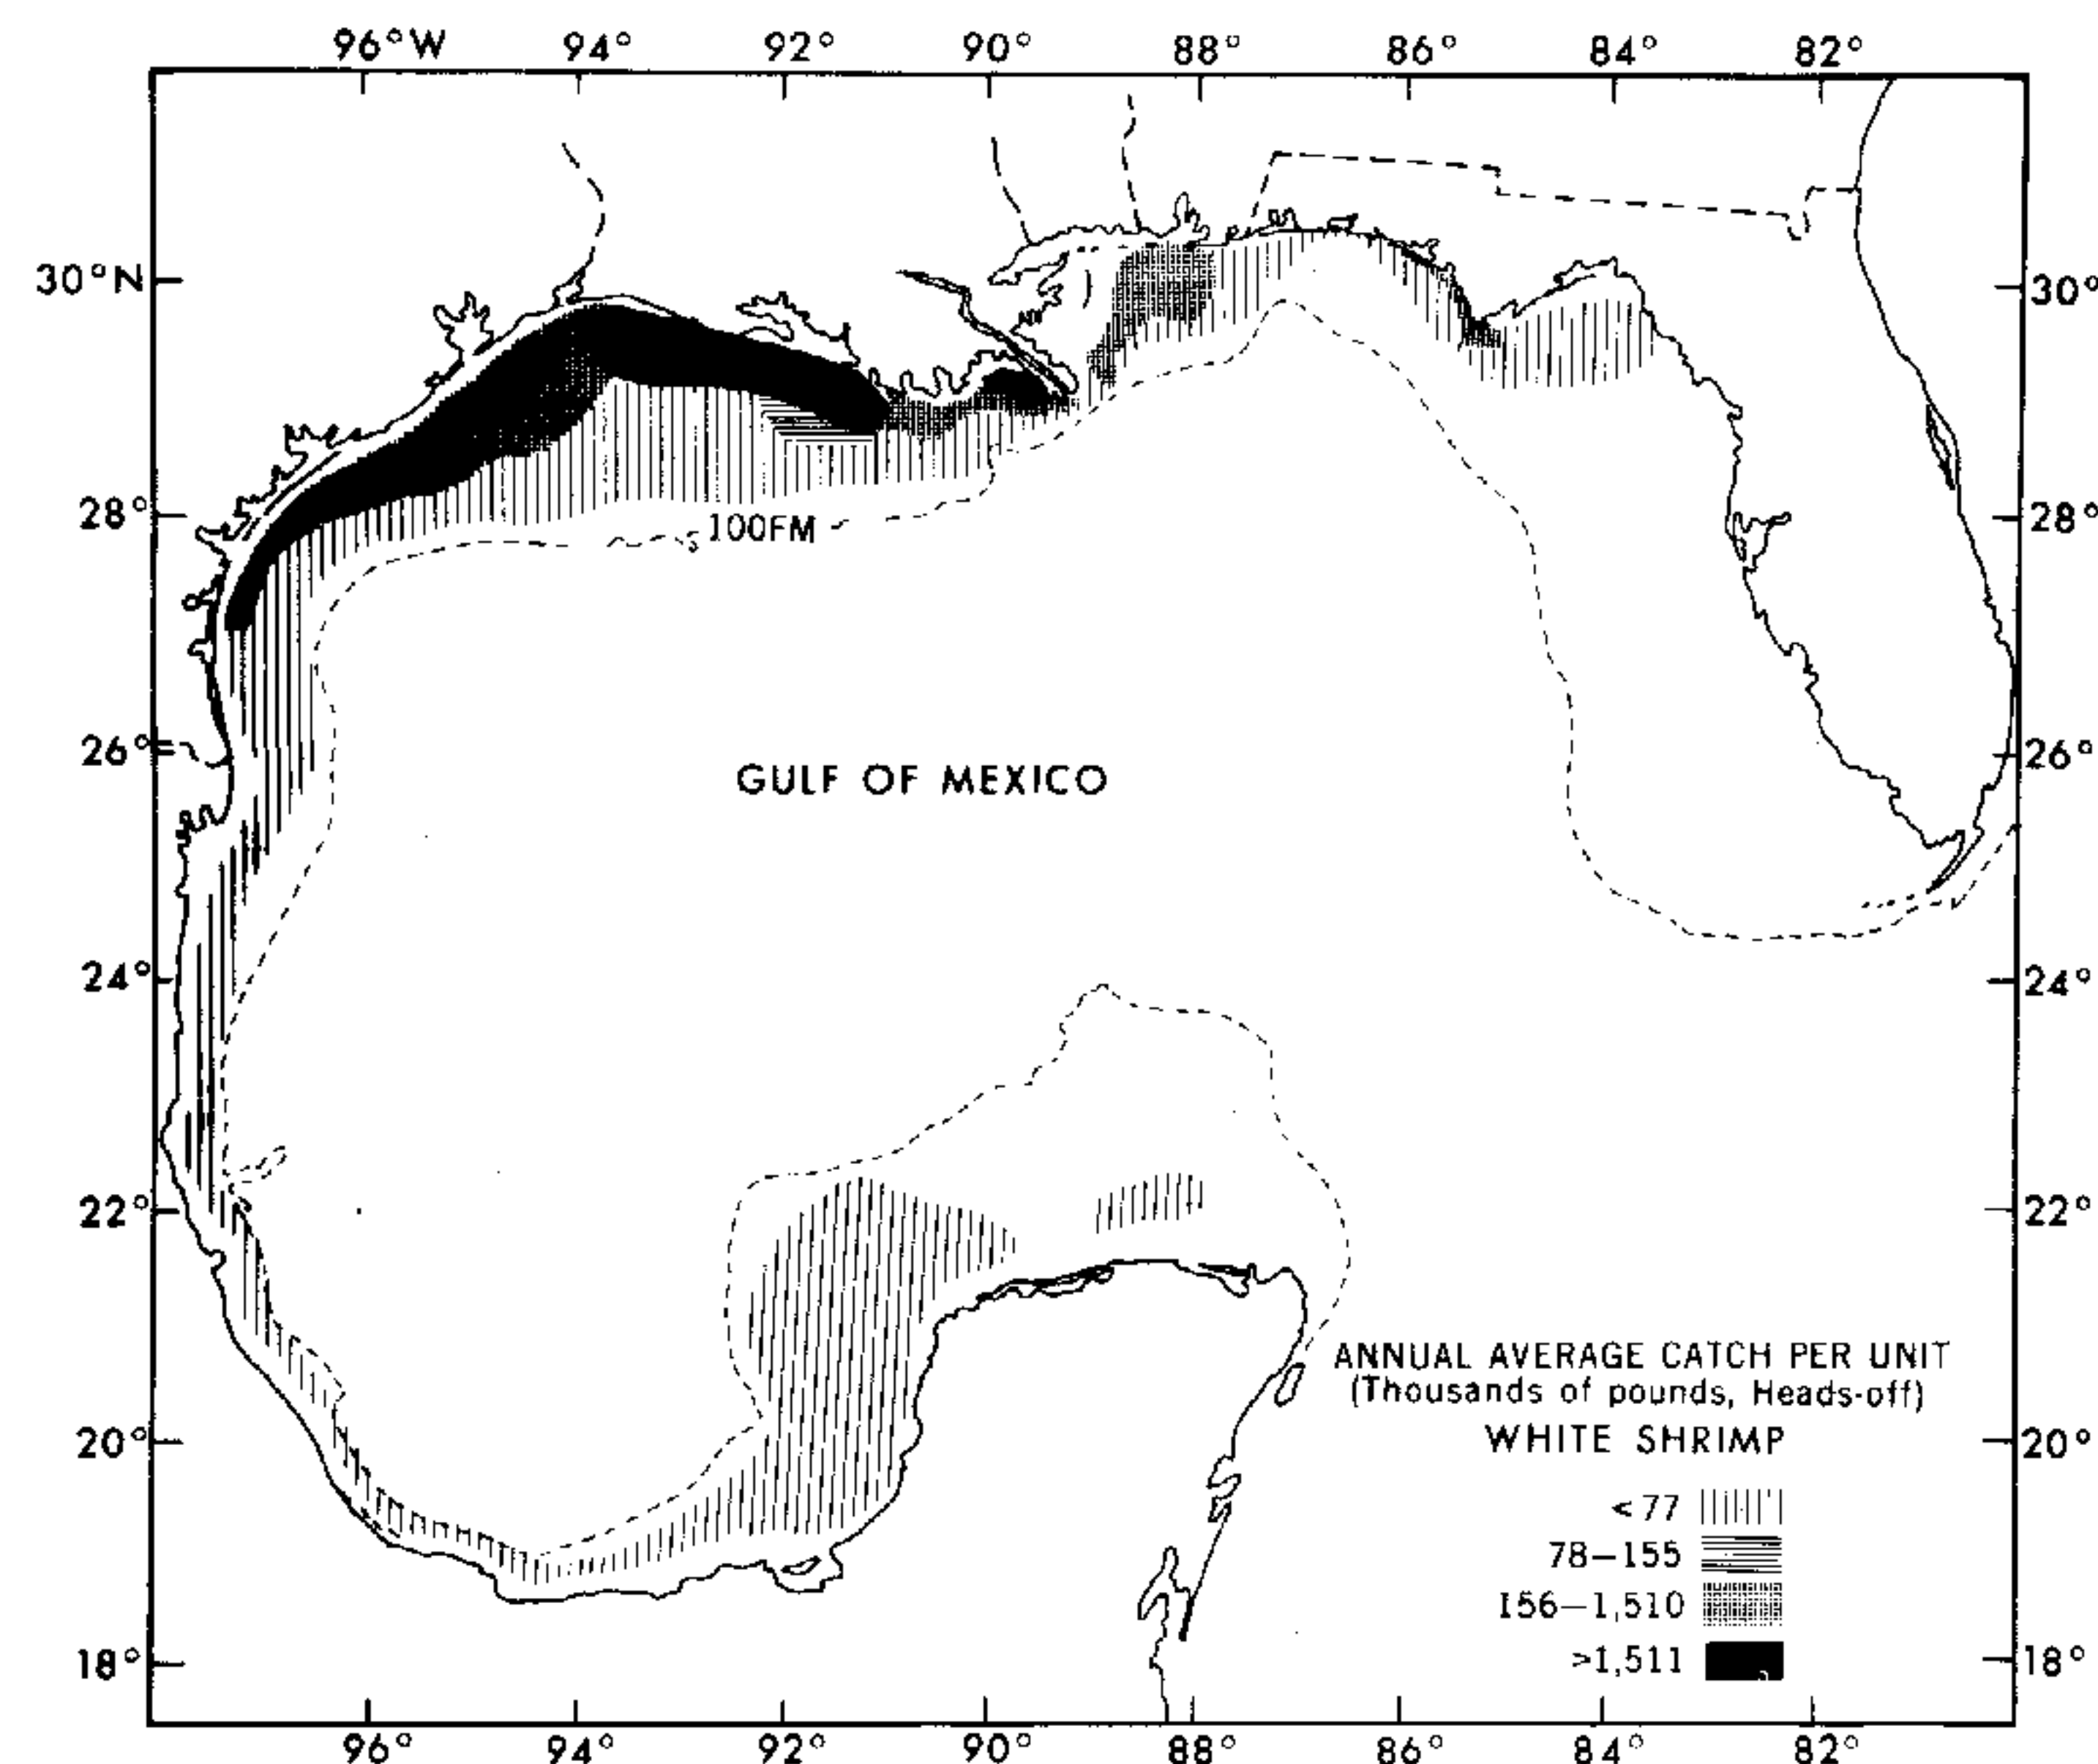 96°W 94° 92° 90° 88° 86° 84° 82°
30°N 30°
28° 100FM 28°
26° GULF OF MEXICO 26°
24° 24°
22° 22°
ANNUAL AVERAGE CATCH PER UNIT
(Thousands of pounds, Heads-off)
20° WHITE SHRIMP 20°
<77
78–155
156–1,510
18° >1,511 18°
96° 94° 92° 90° 88° 86° 84° 82°